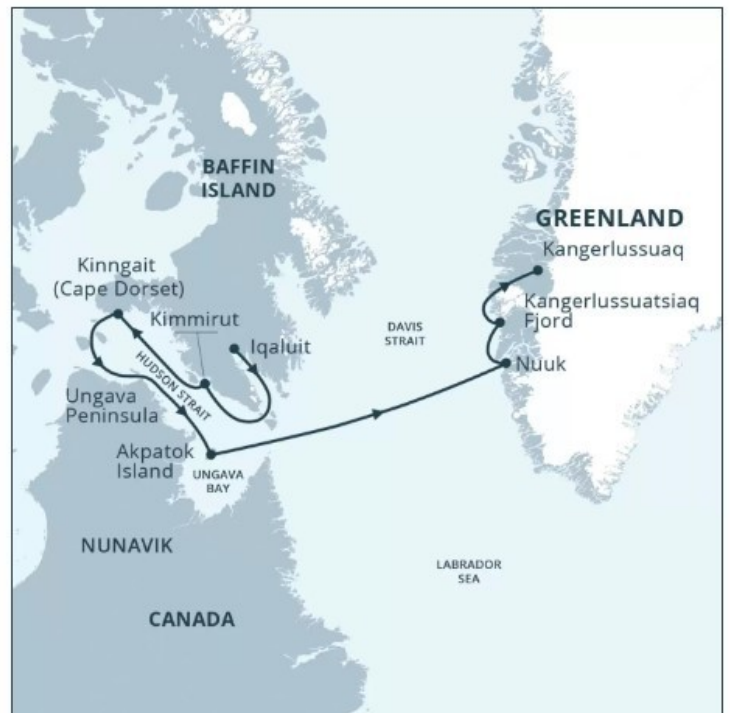 BAFFIN
ISLAND
GREENLAND
Kangerlussuaq
Kinngait
(Cape Dorset)
Kangerlussuatsiaq
Fjord
Kimmirut
DAVIS
STRAIT
Iqaluit
Nuuk
HUDSON STRAIT
Ungava
Peninsula
Akpatok
Island
UNGAVA
BAY
NUNAVIK
LABRADOR
SEA
CANADA